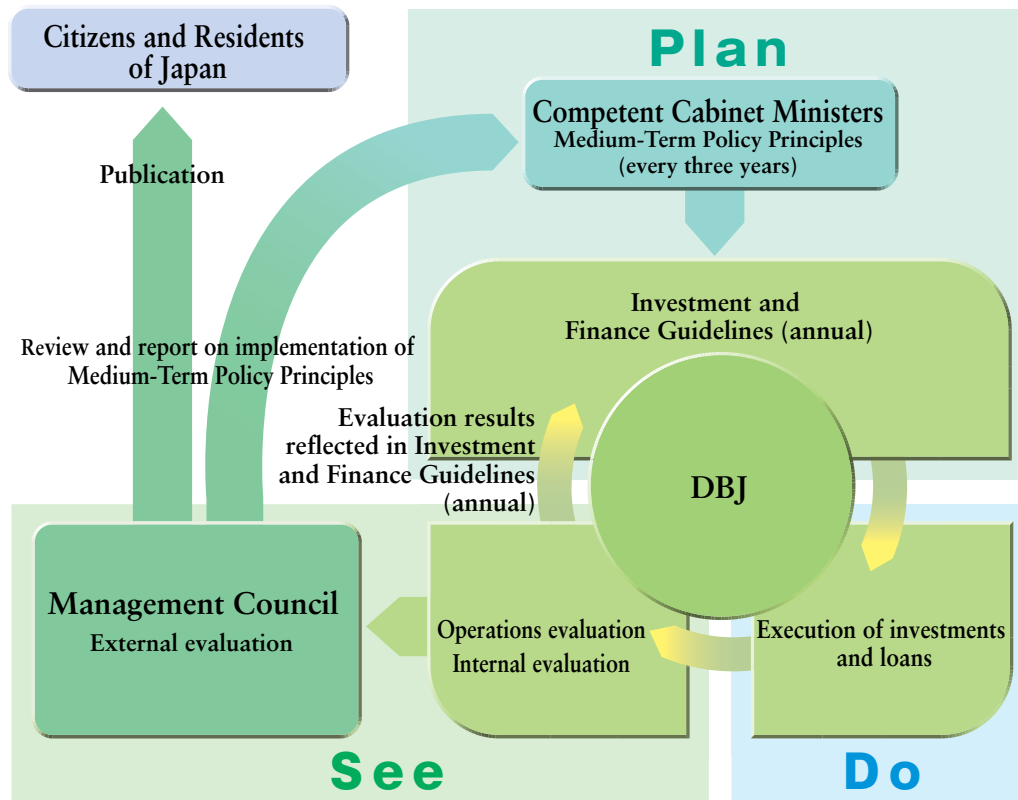 Citizens and Residents
of Japan
Plan
Competent Cabinet Ministers
Medium-Term Policy Principles
(every three years)
Publication
Investment and
Finance Guidelines (annual)
Review and report on implementation of
Medium-Term Policy Principles
Evaluation results
reflected in Investment
and Finance Guidelines
(annual)
DBJ
Management Council
External evaluation
Operations evaluation
Internal evaluation
Execution of investments
and loans
See
Do